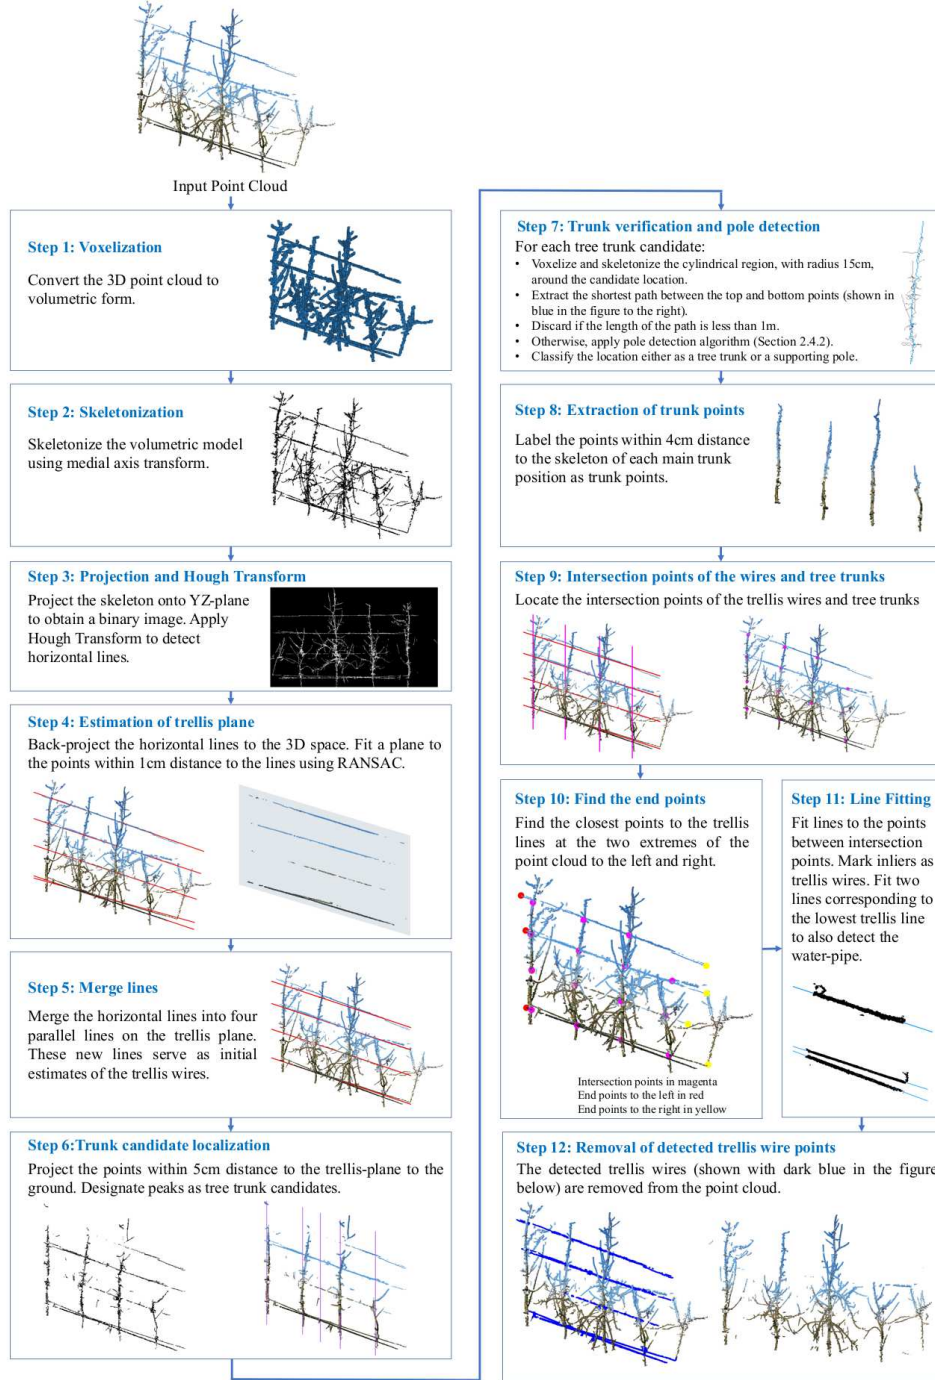 Input Point Cloud
Step 1: Voxelization
Convert the 3D point cloud to
volumetric form.
Step 2: Skeletonization
Skeletonize the volumetric model
using medial axis transform.
Step 3: Projection and Hough Transform
Project the skeleton onto YZ-plane
to obtain a binary image. Apply
Hough Transform to detect
horizontal lines.
Step 4: Estimation of trellis plane
Back-project the horizontal lines to the 3D space. Fit a plane to
the points within 1cm distance to the lines using RANSAC.
Step 5: Merge lines
Merge the horizontal lines into four
parallel lines on the trellis plane.
These new lines serve as initial
estimates of the trellis wires.
Step 6:Trunk candidate localization
Project the points within 5cm distance to the trellis-plane to the
ground. Designate peaks as tree trunk candidates.
Step 7: Trunk verification and pole detection
For each tree trunk candidate:
• Voxelize and skeletonize the cylindrical region, with radius 15cm,
around the candidate location.
• Extract the shortest path between the top and bottom points (shown in
blue in the figure to the right).
• Discard if the length of the path is less than 1m.
• Otherwise, apply pole detection algorithm (Section 2.4.2).
• Classify the location either as a tree trunk or a supporting pole.
Step 8: Extraction of trunk points
Label the points within 4cm distance
to the skeleton of each main trunk
position as trunk points.
Step 9: Intersection points of the wires and tree trunks
Locate the intersection points of the trellis wires and tree trunks
Step 10: Find the end points
Find the closest points to the trellis
lines at the two extremes of the
point cloud to the left and right.
Intersection points in magenta
End points to the left in red
End points to the right in yellow
Step 11: Line Fitting
Fit lines to the points
between intersection
points. Mark inliers as
trellis wires. Fit two
lines corresponding to
the lowest trellis line
to also detect the
water-pipe.
Step 12: Removal of detected trellis wire points
The detected trellis wires (shown with dark blue in the figure
below) are removed from the point cloud.